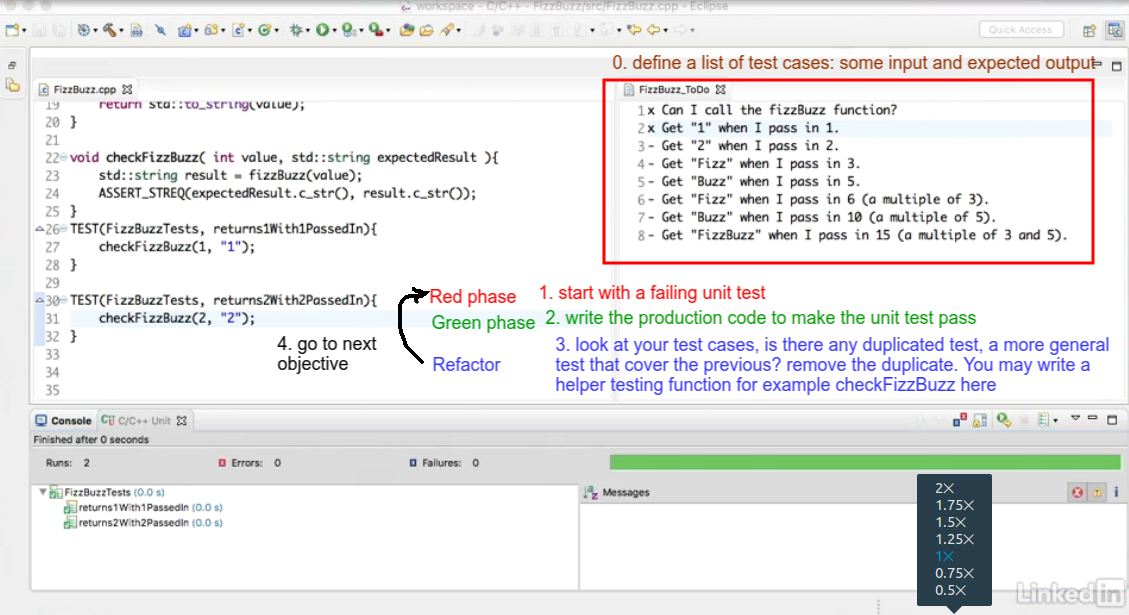 workspace - C/C++ - FizzBuzz/src/FizzBuzz.cpp - Eclipse
Quick Access
0. define a list of test cases: some input and expected output
FizzBuzz.cpp
19 return std::to_string(value);
20 }
21
22 void checkFizzBuzz( int value, std::string expectedResult ){
23 std::string result = fizzBuzz(value);
24 ASSERT_STREQ(expectedResult.c_str(), result.c_str());
25 }
26 TEST(FizzBuzzTests, returns1With1PassedIn){
27 checkFizzBuzz(1, "1");
28 }
29
30 TEST(FizzBuzzTests, returns2With2PassedIn){
31 checkFizzBuzz(2, "2");
32 }
33
34
35
FizzBuzz_ToDo
1 x Can I call the fizzBuzz function?
2 x Get "1" when I pass in 1.
3 - Get "2" when I pass in 2.
4 - Get "Fizz" when I pass in 3.
5 - Get "Buzz" when I pass in 5.
6 - Get "Fizz" when I pass in 6 (a multiple of 3).
7 - Get "Buzz" when I pass in 10 (a multiple of 5).
8 - Get "FizzBuzz" when I pass in 15 (a multiple of 3 and 5).
Red phase
1. start with a failing unit test
Green phase
2. write the production code to make the unit test pass
4. go to next
objective
Refactor
3. look at your test cases, is there any duplicated test, a more general
test that cover the previous? remove the duplicate. You may write a
helper testing function for example checkFizzBuzz here
Console
C/C++ Unit
Finished after 0 seconds
Runs: 2
Errors: 0
Failures: 0
FizzBuzzTests (0.0 s)
returns1With1PassedIn (0.0 s)
returns2With2PassedIn (0.0 s)
Messages
2×
1.75×
1.5×
1.25×
1×
0.75×
0.5×
Linked in